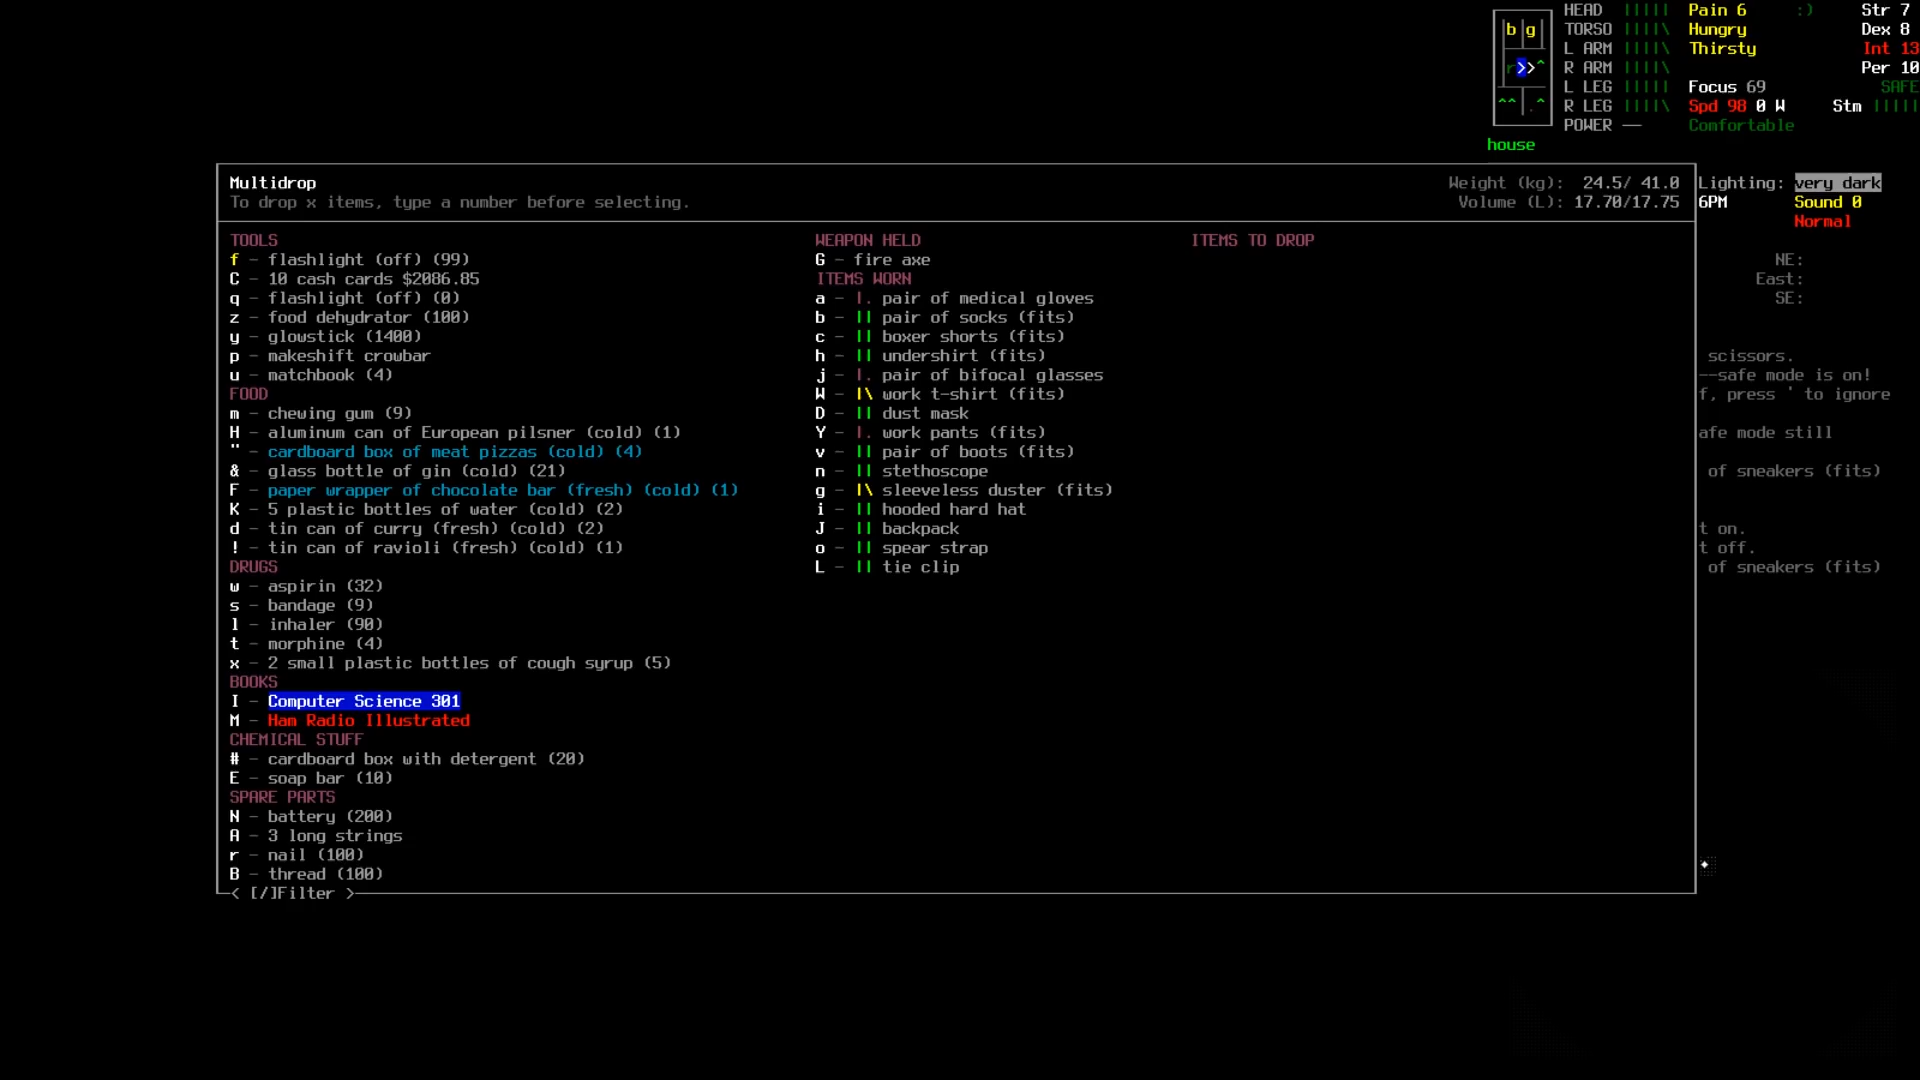 HEAD ||||| Pain 6 :) Str 7
b g TORSO ||||\ Hungry Dex 8
L ARM ||||\ Thirsty Int 13
r>>^ R ARM ||||\ Per 10
L LEG ||||| Focus 69 SAFE
^^ .^ R LEG ||||\ Spd 98 0 W Stm |||||
POWER -- Comfortable
house
Multidrop Weight (kg): 24.5/ 41.0 Lighting: very dark
To drop x items, type a number before selecting. Volume (L): 17.70/17.75 6PM Sound 0
Normal
TOOLS WEAPON HELD ITEMS TO DROP
f - flashlight (off) (99) G - fire axe NE:
C - 10 cash cards $2086.85 ITEMS WORN East:
q - flashlight (off) (0) a - |. pair of medical gloves SE:
z - food dehydrator (100) b - || pair of socks (fits)
y - glowstick (1400) c - || boxer shorts (fits)
p - makeshift crowbar h - || undershirt (fits) scissors.
u - matchbook (4) j - |. pair of bifocal glasses --safe mode is on!
FOOD W - |\ work t-shirt (fits) f, press ' to ignore
m - chewing gum (9) D - || dust mask
H - aluminum can of European pilsner (cold) (1) Y - |. work pants (fits) afe mode still
" - cardboard box of meat pizzas (cold) (4) v - || pair of boots (fits)
& - glass bottle of gin (cold) (21) n - || stethoscope of sneakers (fits)
F - paper wrapper of chocolate bar (fresh) (cold) (1) g - |\ sleeveless duster (fits)
K - 5 plastic bottles of water (cold) (2) i - || hooded hard hat
d - tin can of curry (fresh) (cold) (2) J - || backpack t on.
! - tin can of ravioli (fresh) (cold) (1) o - || spear strap t off.
DRUGS L - || tie clip of sneakers (fits)
w - aspirin (32)
s - bandage (9)
l - inhaler (90)
t - morphine (4)
x - 2 small plastic bottles of cough syrup (5)
BOOKS
I - Computer Science 301
M - Ham Radio Illustrated
CHEMICAL STUFF
# - cardboard box with detergent (20)
E - soap bar (10)
SPARE PARTS
N - battery (200)
A - 3 long strings
r - nail (100)
B - thread (100)
< [/]Filter >